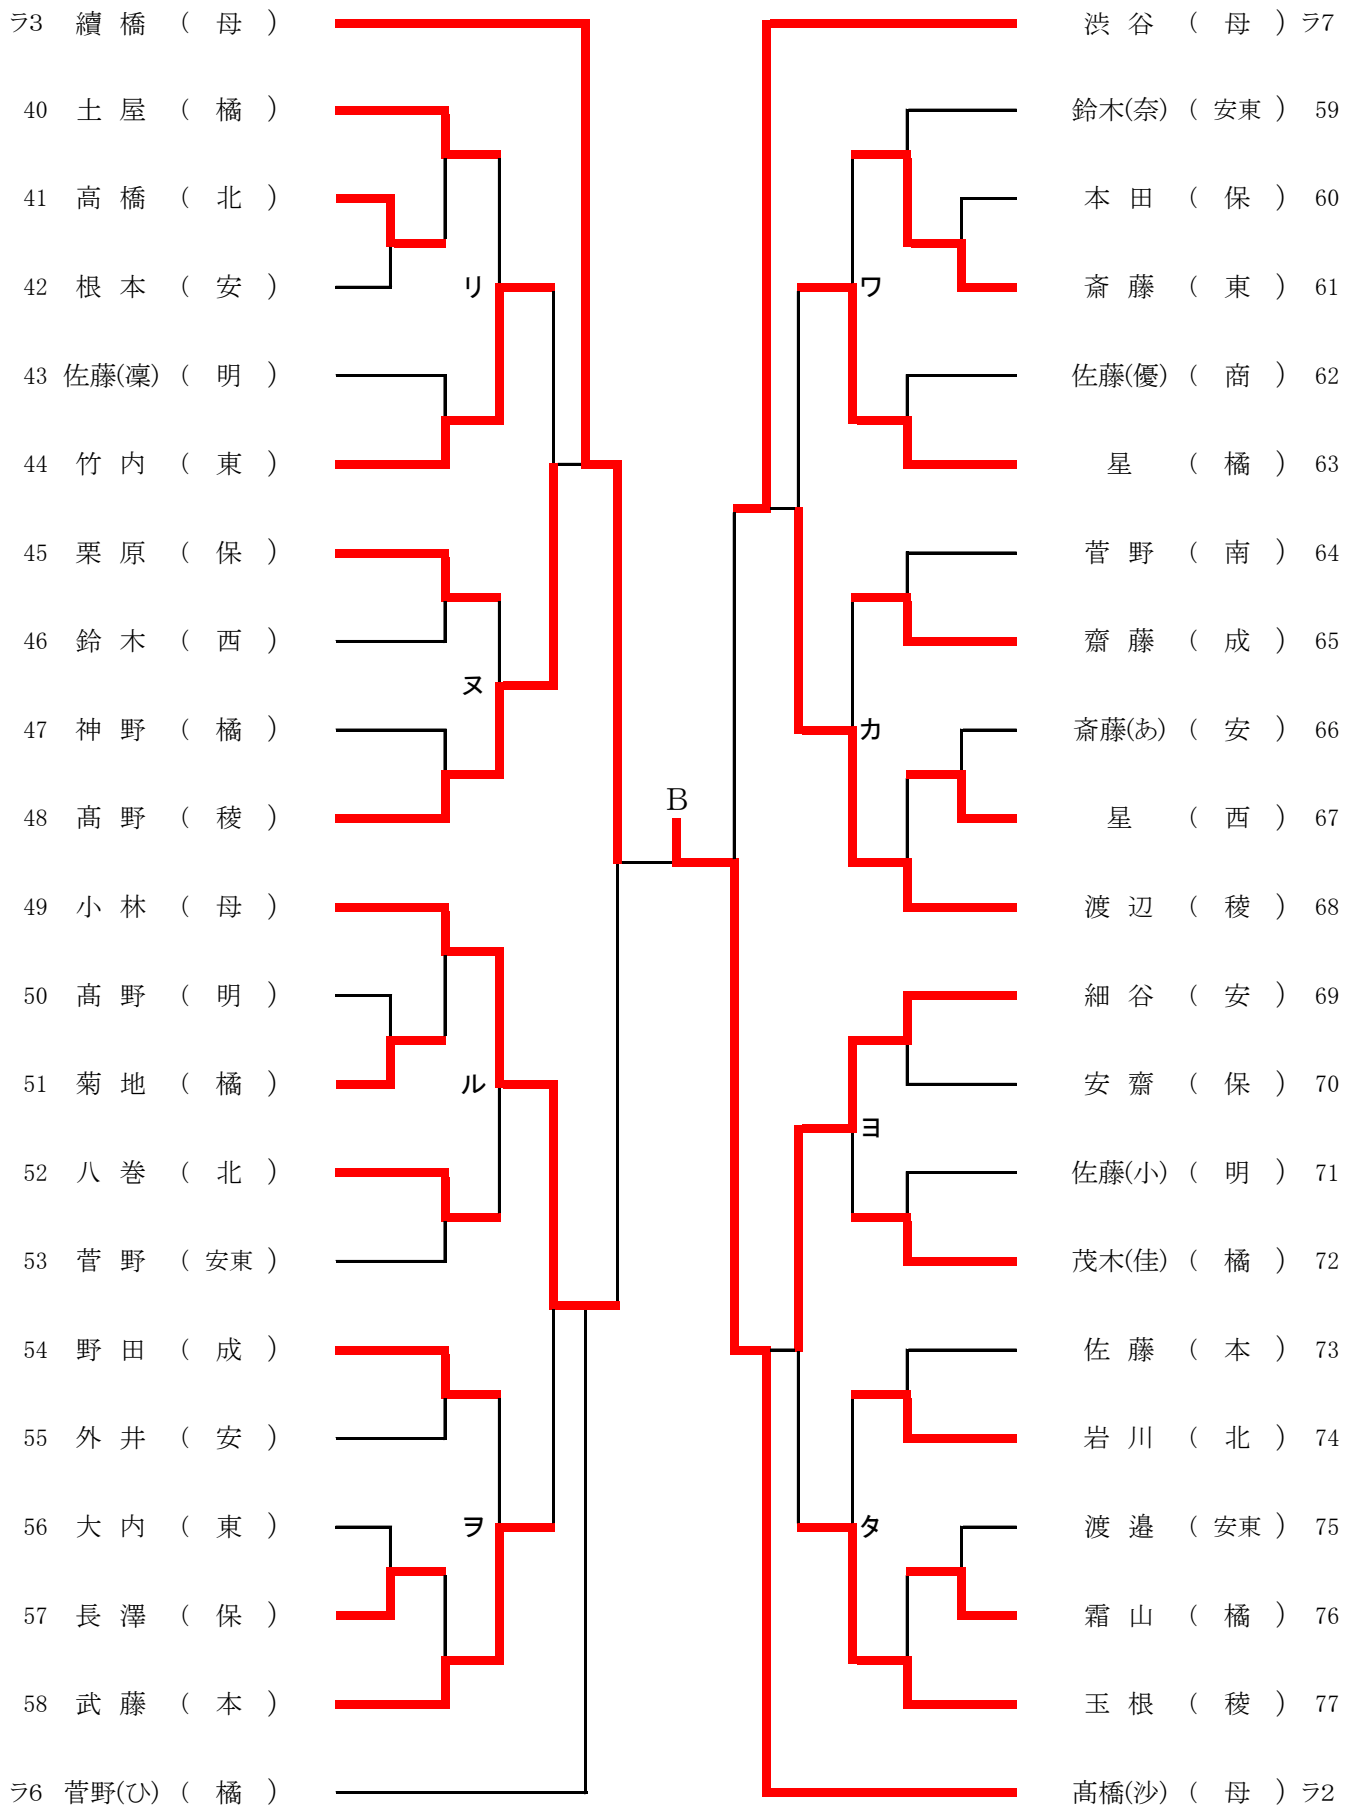 ラ3 續橋 ( 母 )
40 土屋 ( 橘 )
41 高橋 ( 北 )
42 根本 ( 安 )
リ
43 佐藤(凜) ( 明 )
44 竹内 ( 東 )
45 栗原 ( 保 )
46 鈴木 ( 西 )
ヌ
47 神野 ( 橘 )
48 髙野 ( 稜 )
49 小林 ( 母 )
50 髙野 ( 明 )
51 菊地 ( 橘 )
ル
52 八巻 ( 北 )
53 菅野 ( 安東 )
54 野田 ( 成 )
55 外井 ( 安 )
56 大内 ( 東 )
ヲ
57 長澤 ( 保 )
58 武藤 ( 本 )
ラ6 菅野(ひ) ( 橘 )
B
渋谷 ( 母 ) ラ7
鈴木(奈) ( 安東 ) 59
本田 ( 保 ) 60
ワ
斎藤 ( 東 ) 61
佐藤(優) ( 商 ) 62
星 ( 橘 ) 63
菅野 ( 南 ) 64
齋藤 ( 成 ) 65
カ
斎藤(あ) ( 安 ) 66
星 ( 西 ) 67
渡辺 ( 稜 ) 68
細谷 ( 安 ) 69
安齋 ( 保 ) 70
ヨ
佐藤(小) ( 明 ) 71
茂木(佳) ( 橘 ) 72
佐藤 ( 本 ) 73
岩川 ( 北 ) 74
タ
渡邉 ( 安東 ) 75
霜山 ( 橘 ) 76
玉根 ( 稜 ) 77
髙橋(沙) ( 母 ) ラ2